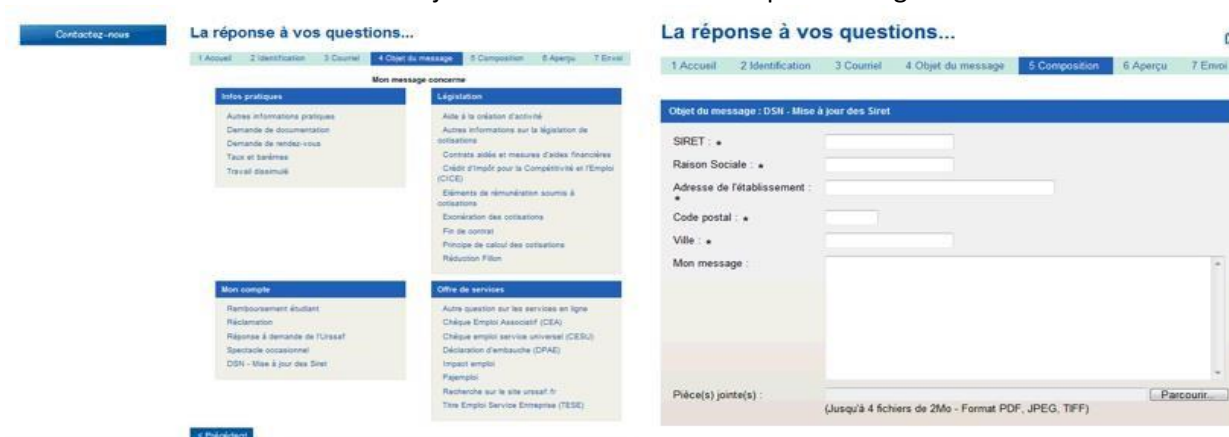 Contactez-nous
La réponse à vos questions...
1 Accueil 2 Identification 3 Courriel 4 Objet du message 5 Composition 6 Aperçu 7 Envoi
Mon message concerne
Infos pratiques
Autres informations pratiques
Demande de documentation
Demande de rendez-vous
Taux et barèmes
Travail dissimulé
Législation
Aide à la création d'activité
Autres informations sur la législation de
cotisations
Contrats aidés et mesures d'aides financières
Crédit d'Impôt pour la Compétitivité et l'Emploi
(CICE)
Eléments de rémunération soumis à
cotisations
Exonération des cotisations
Fin de contrat
Principe de calcul des cotisations
Réduction Fillon
Mon compte
Remboursement étudiant
Réclamation
Réponse à demande de l'Urssaf
Spectacle occasionnel
DSN - Mise à jour des Siret
Offre de services
Autre question sur les services en ligne
Chèque Emploi Associatif (CEA)
Chèque emploi service universel (CESU)
Déclaration d'embauche (DPAE)
Impact emploi
Pajemploi
Recherche sur le site urssaf.fr
Titre Emploi Service Entreprise (TESE)
< Précédent
La réponse à vos questions...
1 Accueil 2 Identification 3 Courriel 4 Objet du message 5 Composition 6 Aperçu 7 Envoi
Objet du message : DSN - Mise à jour des Siret
SIRET : *
Raison Sociale : *
Adresse de l'établissement :
*
Code postal : *
Ville : *
Mon message :
Pièce(s) jointe(s) :
Parcourir...
(Jusqu'à 4 fichiers de 2Mo - Format PDF, JPEG, TIFF)